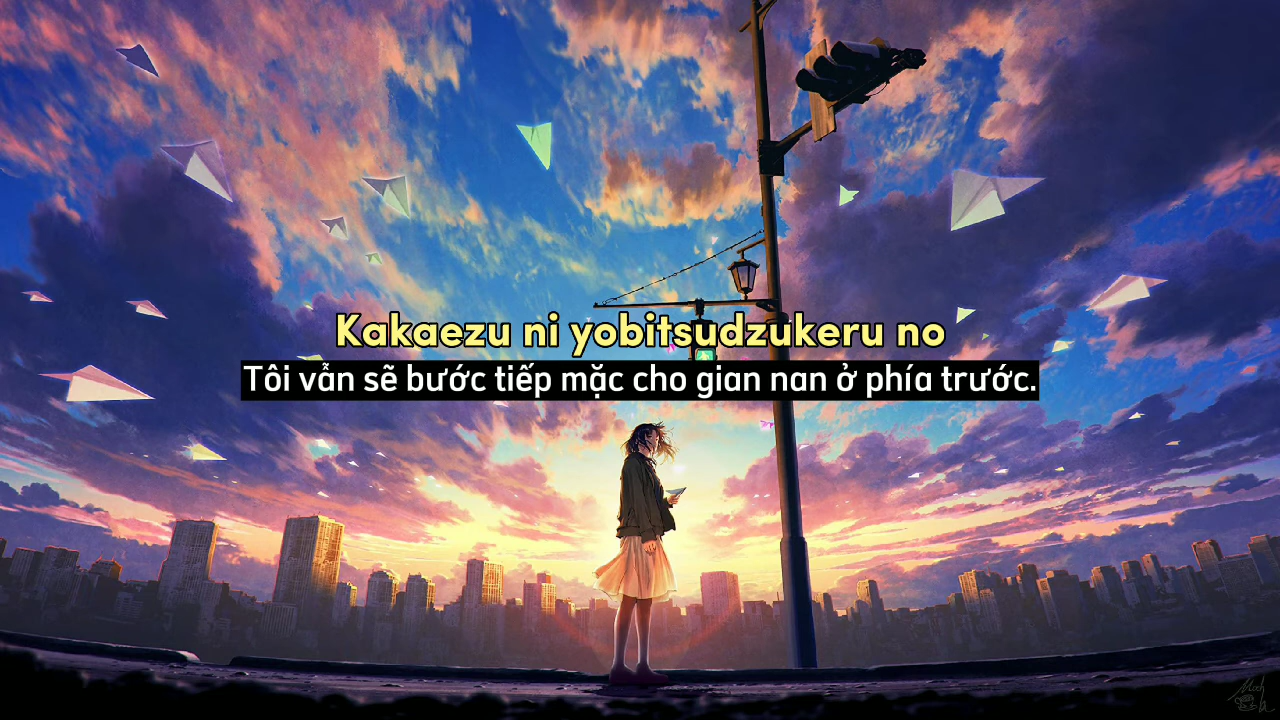 Kakaezu ni yobitsudzukeru no
Tôi vẫn sẽ bước tiếp mặc cho gian nan ở phía trước.